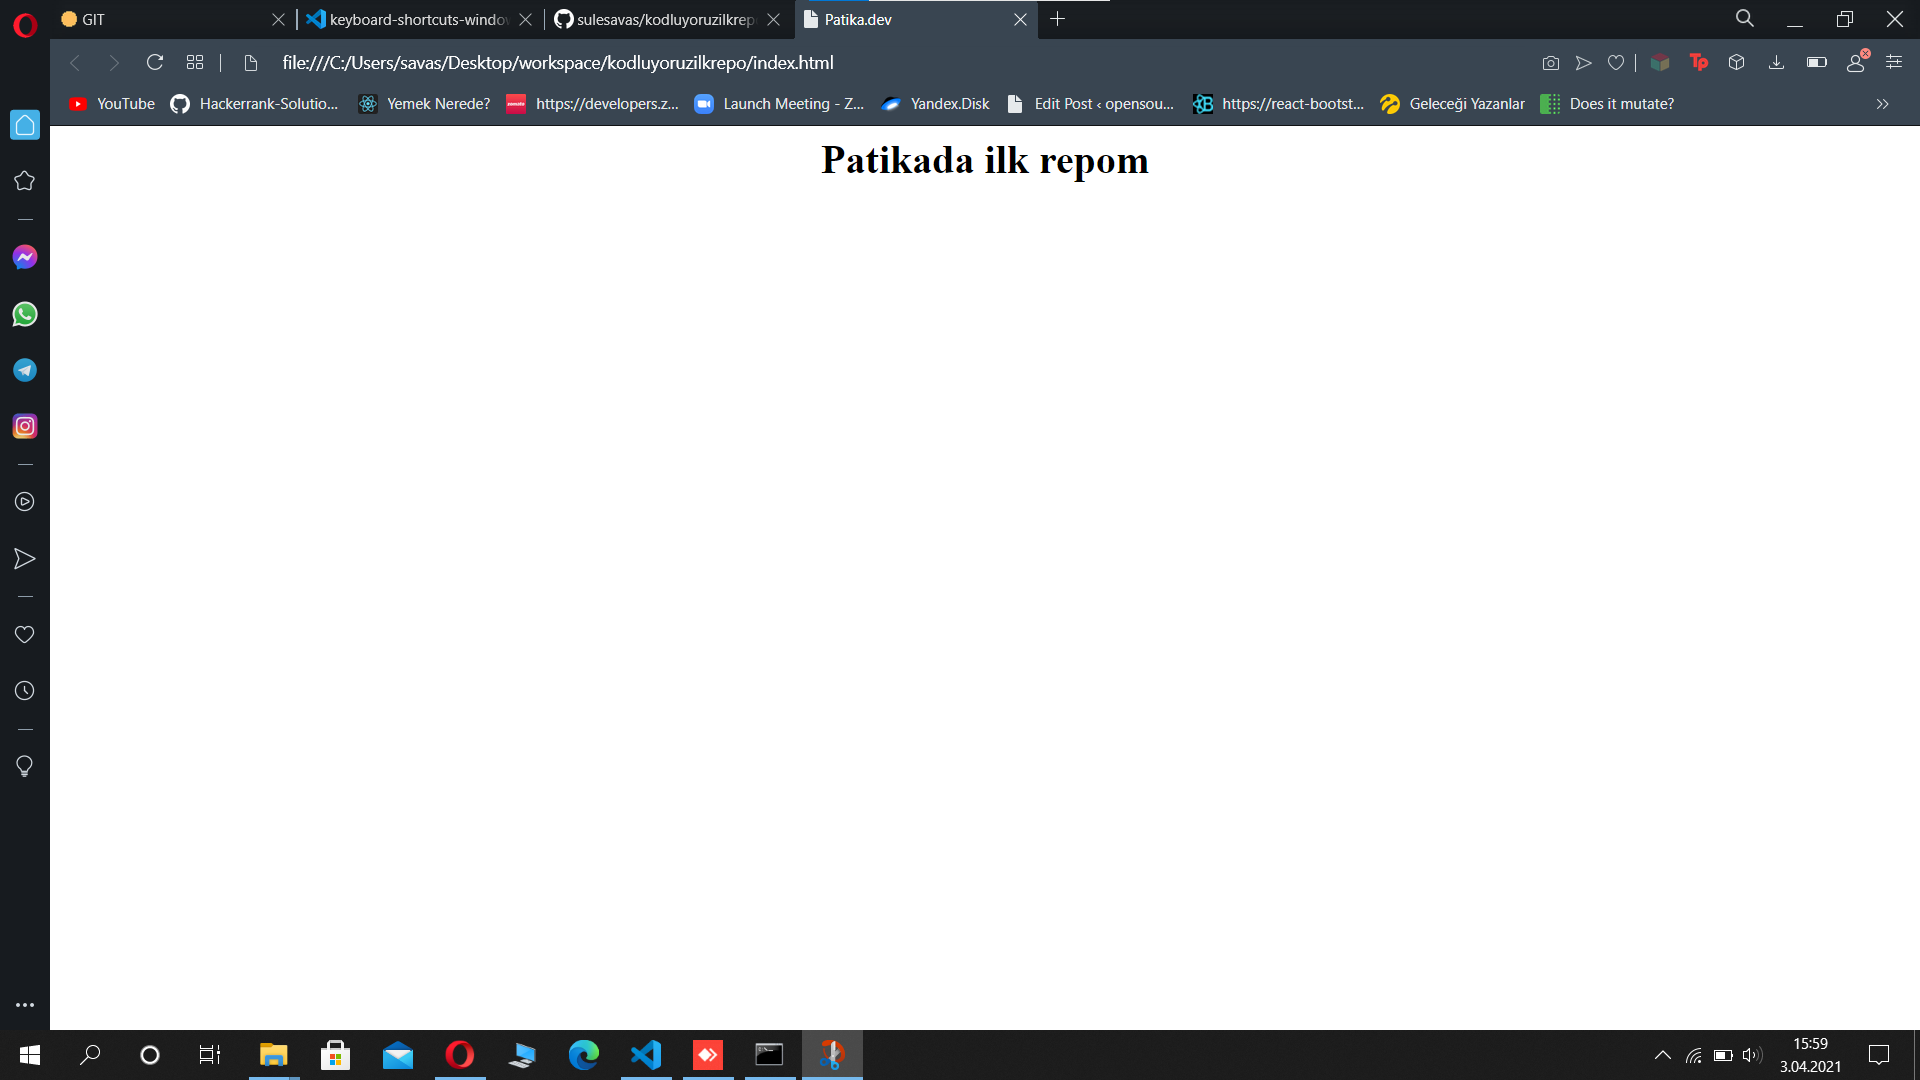 GIT
keyboard-shortcuts-windo
sulesavas/kodluyoruzilkrep
Patika.dev
file:///C:/Users/savas/Desktop/workspace/kodluyoruzilkrepo/index.html
Tp
YouTube
Hackerrank-Solutio...
Yemek Nerede?
zomato
https://developers.z...
Launch Meeting - Z...
Yandex.Disk
Edit Post ‹ opensou...
https://react-bootst...
Geleceği Yazanlar
Does it mutate?
Patikada ilk repom
15:59
3.04.2021